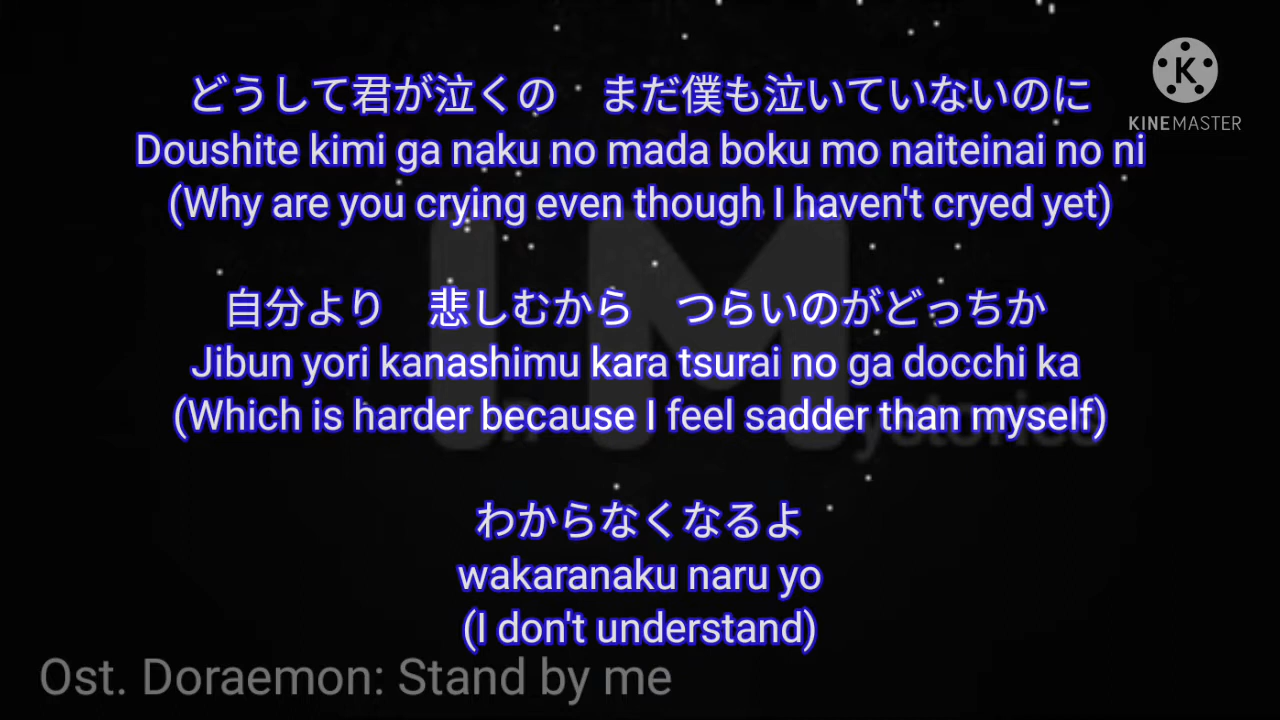 どうして君が泣くの　まだ僕も泣いていないのに
KINEMASTER
Doushite kimi ga naku no mada boku mo naiteinai no ni
(Why are you crying even though I haven't cryed yet)
自分より　悲しむから　つらいのがどっちか
Jibun yori kanashimu kara tsurai no ga docchi ka
(Which is harder because I feel sadder than myself)
わからなくなるよ
wakaranaku naru yo
(I don't understand)
Ost. Doraemon: Stand by me